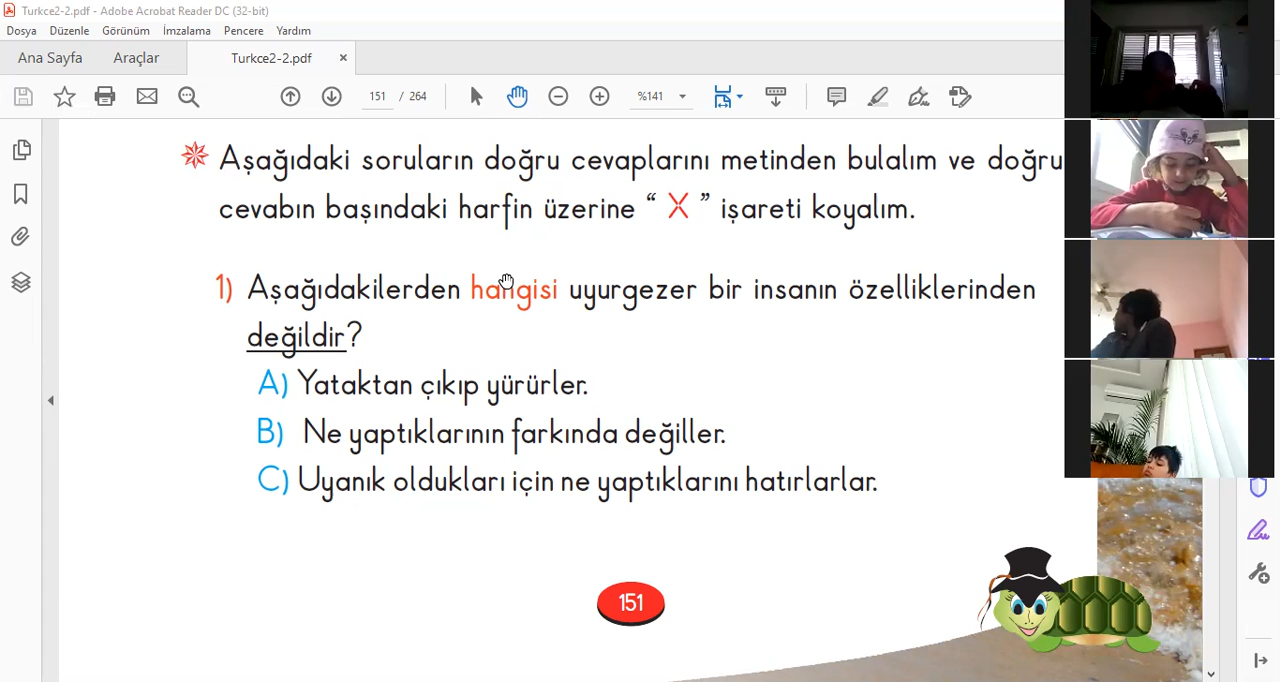 Turkce2-2.pdf - Adobe Acrobat Reader DC (32-bit)
Dosya Düzenle Görünüm İmzalama Pencere Yardım
Ana Sayfa Araçlar Turkce2-2.pdf ×
151 / 264 %141
Aşağıdaki soruların doğru cevaplarını metinden bulalım ve doğru
cevabın başındaki harfin üzerine “ X ” işareti koyalım.
1) Aşağıdakilerden hangisi uyurgezer bir insanın özelliklerinden
değildir?
A) Yataktan çıkıp yürürler.
B) Ne yaptıklarının farkında değiller.
C) Uyanık oldukları için ne yaptıklarını hatırlarlar.
151